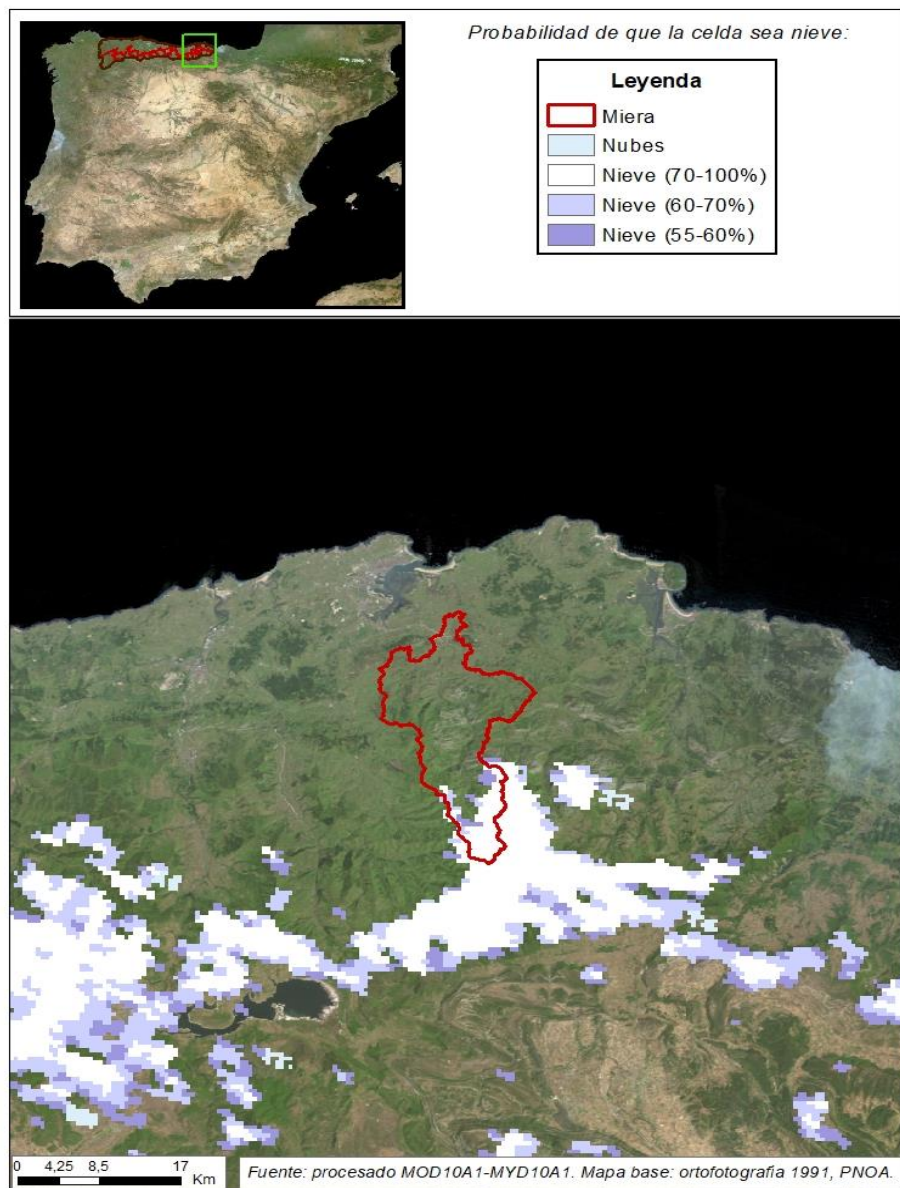 Probabilidad de que la celda sea nieve:
Leyenda
Miera
Nubes
Nieve (70-100%)
Nieve (60-70%)
Nieve (55-60%)
0 4,25 8,5 17
Km
Fuente: procesado MOD10A1-MYD10A1. Mapa base: ortofotografía 1991, PNOA.